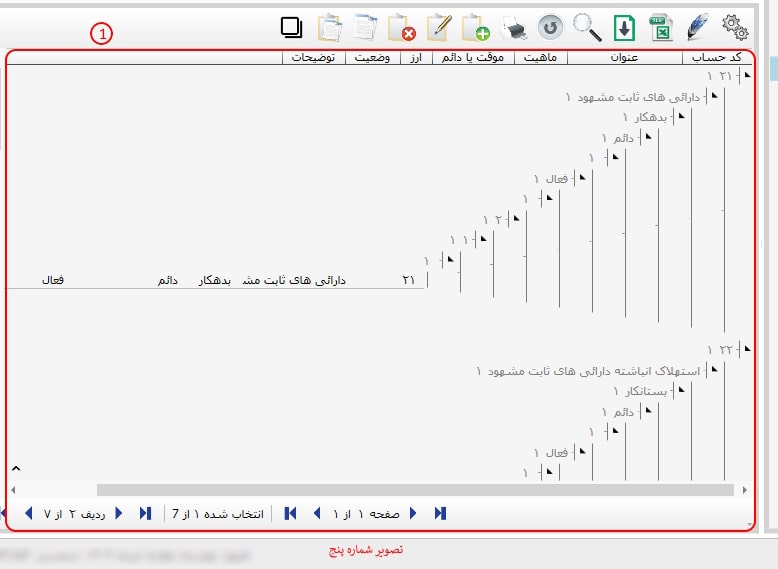 1
کد حساب عنوان ماهیت موقت یا دائم ارز وضعیت توضیحات
۲۱ ۱
دارائی های ثابت مشهود ۱
بدهکار ۱
دائم ۱
۱
فعال ۱
۱
۲ ۱
۱ ۱
۱
۲۱ دارائی های ثابت مش بدهکار دائم فعال
۲۲ ۱
استهلاک انباشته دارائی های ثابت مشهود ۱
بستانکار ۱
دائم ۱
۱
فعال ۱
۱
صفحه ۱ از ۱ انتخاب شده ۱ از 7 ردیف ۲ از ۷
تصویر شماره پنج